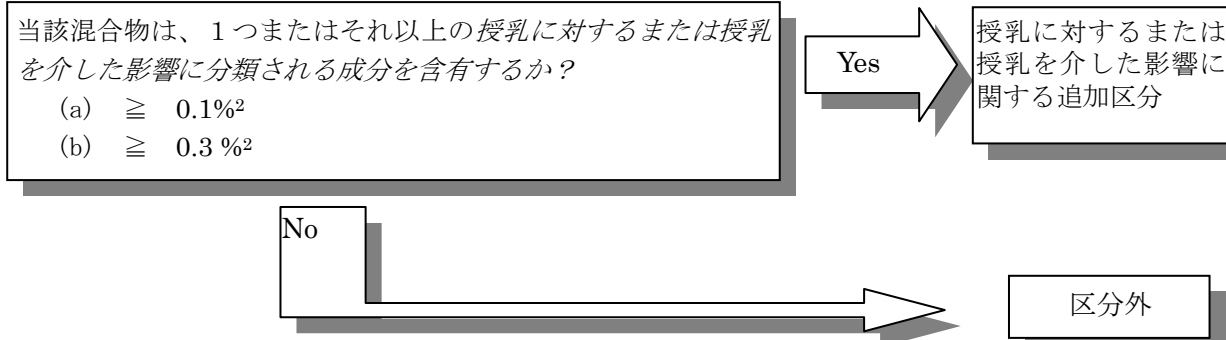 当該混合物は、１つまたはそれ以上の授乳に対するまたは授乳
を介した影響に分類される成分を含有するか？
(a) ≧ 0.1%²
(b) ≧ 0.3 %²
Yes
授乳に対するまたは
授乳を介した影響に
関する追加区分
No
区分外